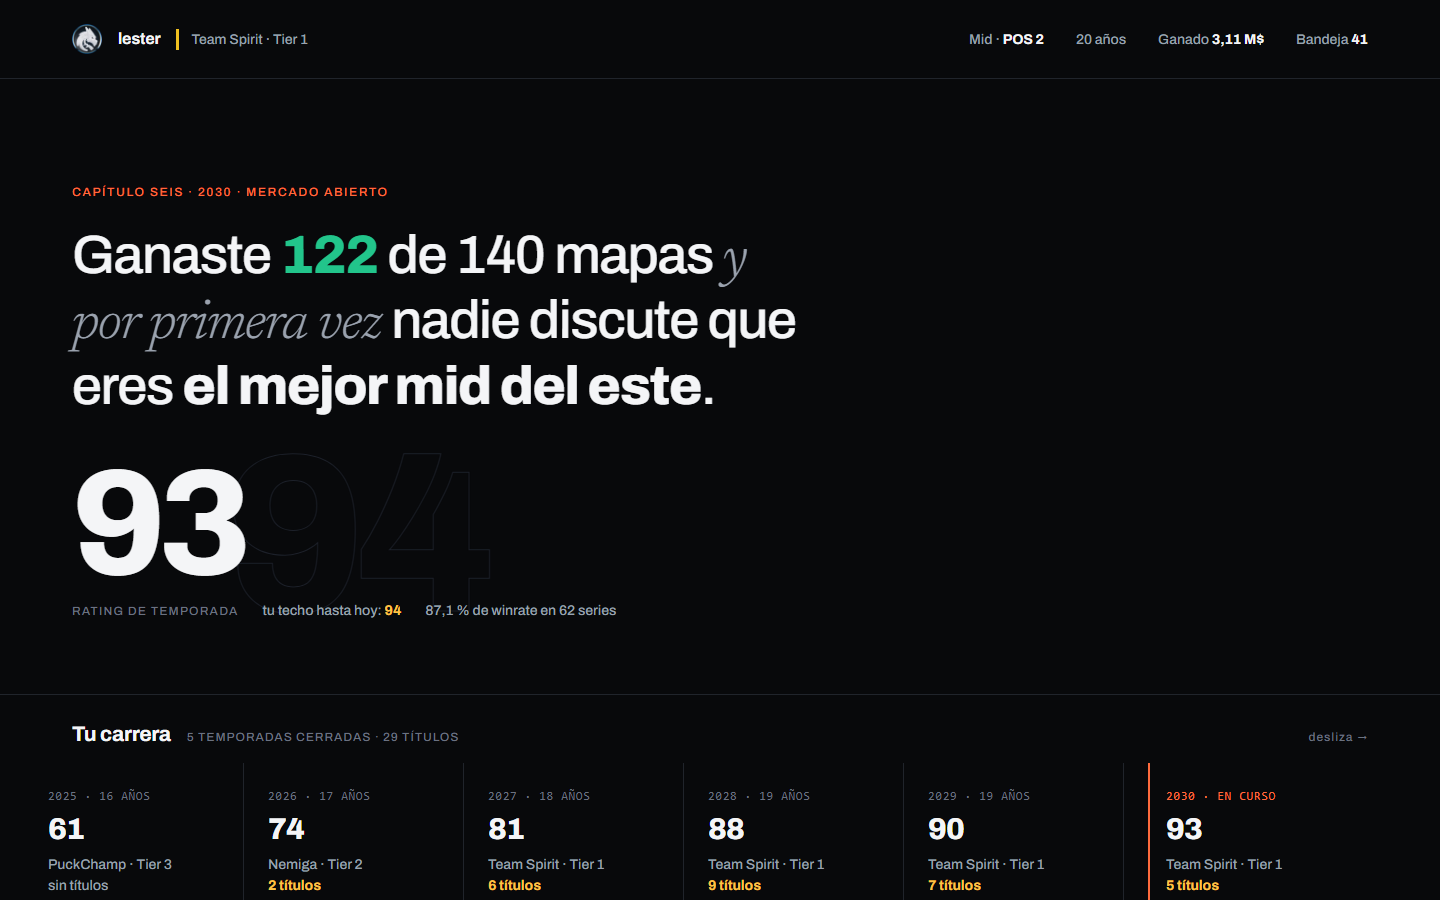 lester
Team Spirit · Tier 1
Mid · POS 2
20 años
Ganado 3,11 M$
Bandeja 41
CAPÍTULO SEIS · 2030 · MERCADO ABIERTO
Ganaste 122 de 140 mapas y
por primera vez nadie discute que
eres el mejor mid del este.
93
94
RATING DE TEMPORADA
tu techo hasta hoy: 94
87,1 % de winrate en 62 series
Tu carrera
5 TEMPORADAS CERRADAS · 29 TÍTULOS
desliza →
2025 · 16 AÑOS
61
PuckChamp · Tier 3
sin títulos
2026 · 17 AÑOS
74
Nemiga · Tier 2
2 títulos
2027 · 18 AÑOS
81
Team Spirit · Tier 1
6 títulos
2028 · 19 AÑOS
88
Team Spirit · Tier 1
9 títulos
2029 · 19 AÑOS
90
Team Spirit · Tier 1
7 títulos
2030 · EN CURSO
93
Team Spirit · Tier 1
5 títulos